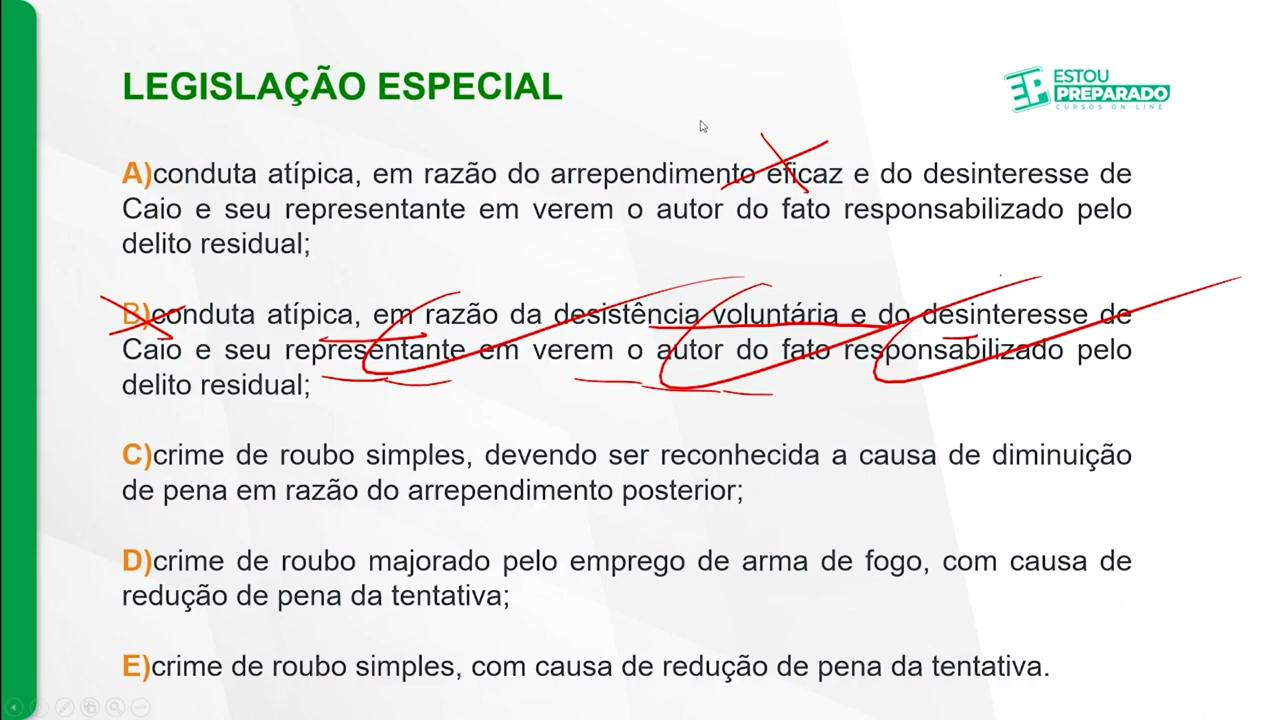 LEGISLAÇÃO ESPECIAL
ESTOU
PREPARADO
CURSOS ON-LINE
A)conduta atípica, em razão do arrependimento eficaz e do desinteresse de
Caio e seu representante em verem o autor do fato responsabilizado pelo
delito residual;
B)conduta atípica, em razão da desistência voluntária e do desinteresse de
Caio e seu representante em verem o autor do fato responsabilizado pelo
delito residual;
C)crime de roubo simples, devendo ser reconhecida a causa de diminuição
de pena em razão do arrependimento posterior;
D)crime de roubo majorado pelo emprego de arma de fogo, com causa de
redução de pena da tentativa;
E)crime de roubo simples, com causa de redução de pena da tentativa.